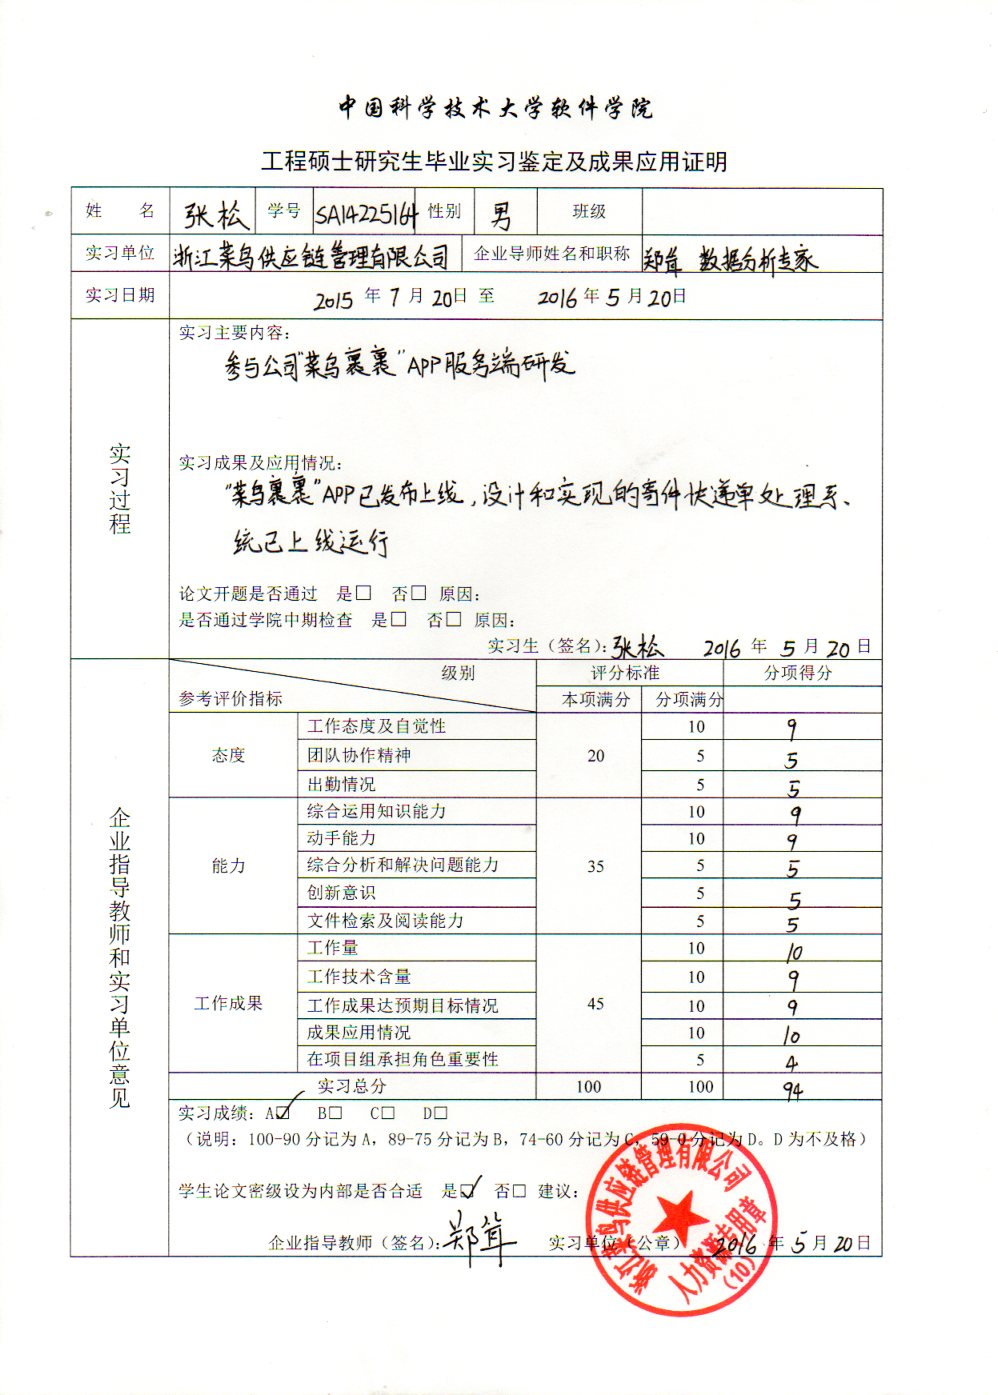 中国科学技术大学软件学院
工程硕士研究生毕业实习鉴定及成果应用证明
姓 名 张松 学号 SA14225164 性别 男 班级
实习单位 浙江菜鸟供应链管理有限公司 企业导师姓名和职称 郑耸 数据分析专家
实习日期 2015 年 7 月 20 日 至 2016 年 5 月 20 日
实习过程
实习主要内容：
参与公司"菜鸟裹裹"APP服务端研发
实习成果及应用情况：
"菜鸟裹裹"APP已发布上线，设计和实现的寄件快递单处理系
统已上线运行
论文开题是否通过 是□ 否□ 原因：
是否通过学院中期检查 是□ 否□ 原因：
实习生（签名）：张松 2016 年 5 月 20 日
企业指导教师和实习单位意见
级别 评分标准 分项得分
参考评价指标 本项满分 分项满分
态度 20
工作态度及自觉性 10 9
团队协作精神 5 5
出勤情况 5 5
能力 35
综合运用知识能力 10 9
动手能力 10 9
综合分析和解决问题能力 5 5
创新意识 5 5
文件检索及阅读能力 5 5
工作成果 45
工作量 10 10
工作技术含量 10 9
工作成果达预期目标情况 10 9
成果应用情况 10 10
在项目组承担角色重要性 5 4
实习总分 100 100 94
实习成绩：A☑ B□ C□ D□
（说明：100-90 分记为 A，89-75 分记为 B，74-60 分记为 C，59-0 分记为 D。D 为不及格）
学生论文密级设为内部是否合适 是☑ 否□ 建议：
企业指导教师（签名）：郑耸 实习单位（公章） 2016 年 5 月 20 日
浙江菜鸟供应链管理有限公司
人力资源专用章
（10）